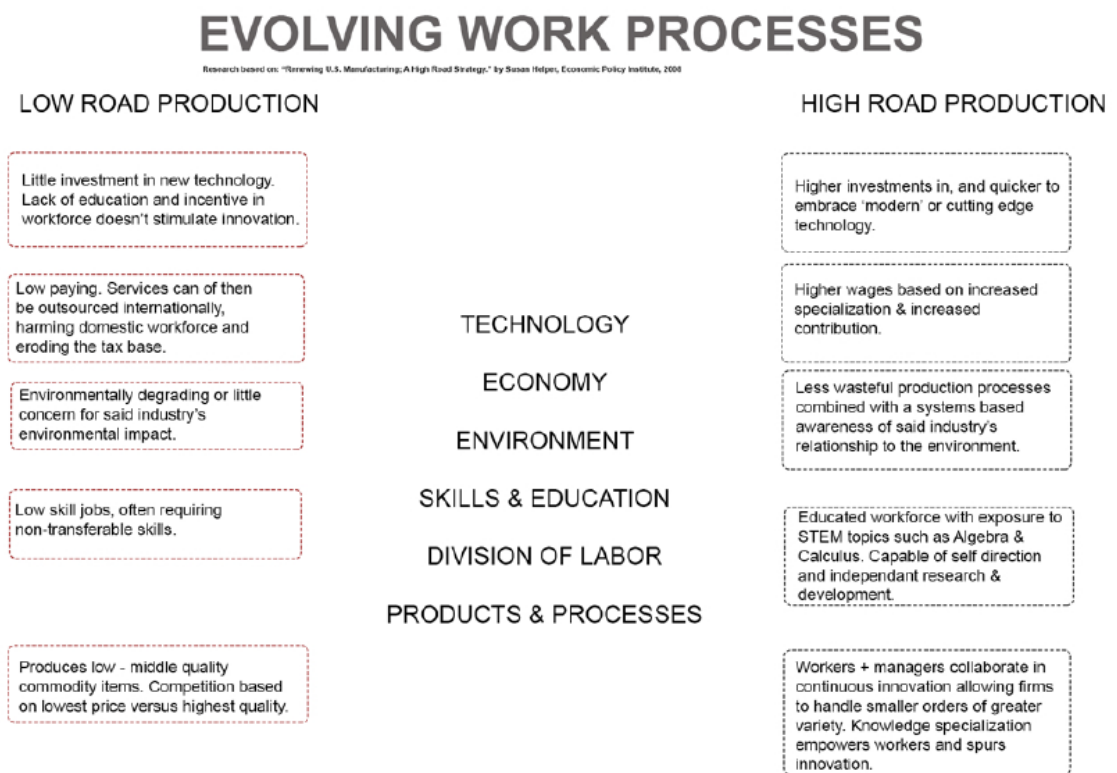 EVOLVING WORK PROCESSES
Research based on: "Renewing U.S. Manufacturing; A High Road Strategy." by Susan Helper, Economic Policy Institute, 2008
LOW ROAD PRODUCTION
Little investment in new technology.
Lack of education and incentive in
workforce doesn't stimulate innovation.
Low paying. Services can of then
be outsourced internationally,
harming domestic workforce and
eroding the tax base.
Environmentally degrading or little
concern for said industry's
environmental impact.
Low skill jobs, often requiring
non-transferable skills.
Produces low - middle quality
commodity items. Competition based
on lowest price versus highest quality.
TECHNOLOGY
ECONOMY
ENVIRONMENT
SKILLS & EDUCATION
DIVISION OF LABOR
PRODUCTS & PROCESSES
HIGH ROAD PRODUCTION
Higher investments in, and quicker to
embrace 'modern' or cutting edge
technology.
Higher wages based on increased
specialization & increased
contribution.
Less wasteful production processes
combined with a systems based
awareness of said industry's
relationship to the environment.
Educated workforce with exposure to
STEM topics such as Algebra &
Calculus. Capable of self direction
and independant research &
development.
Workers + managers collaborate in
continuous innovation allowing firms
to handle smaller orders of greater
variety. Knowledge specialization
empowers workers and spurs
innovation.